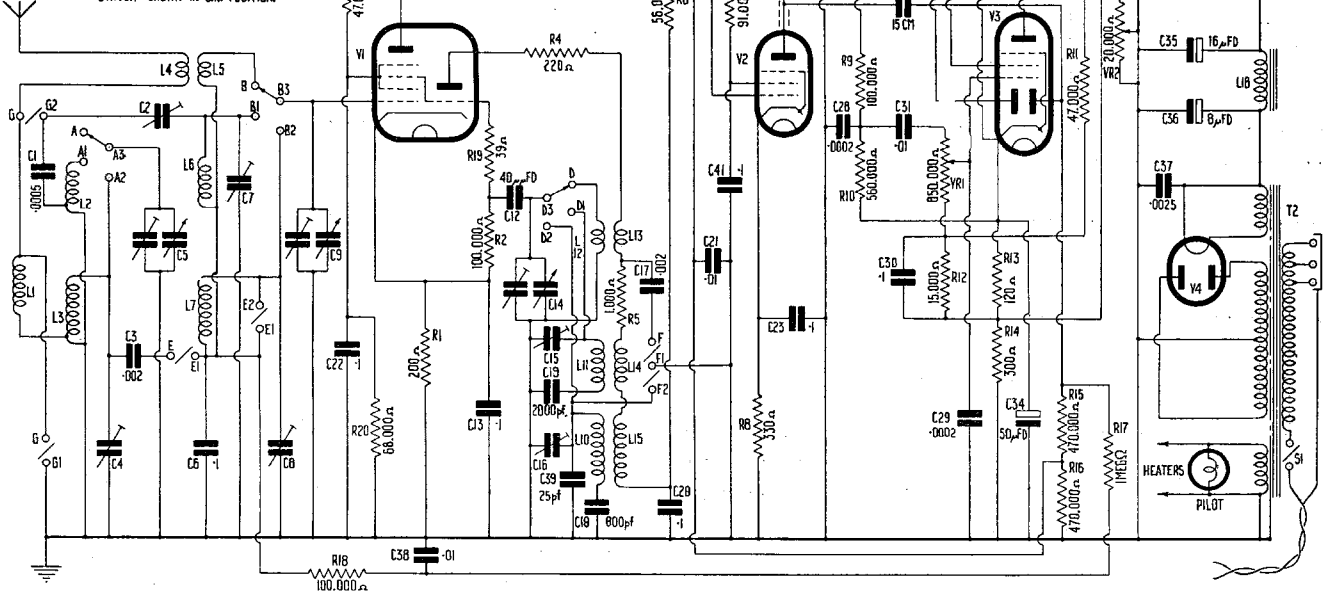 V1
R4
220Ω
V2
15 CM
V3
R11
47,000Ω
20,000Ω
VR2
C35
16μFD
L18
C36
8μFD
L4
L5
B
B3
B1
B2
G
G2
C2
A
A1
A3
A2
C1
.0005
L2
L6
C7
C5
C9
R19
39Ω
40μμFD
C12
D
D3
D1
D2
L12
L13
R2
100,000Ω
C14
C17
.002
1,000Ω
R5
R9
100,000Ω
C28
.0002
C31
.01
R10
560,000Ω
VR1
C41
.1
C21
.01
C30
.1
15,000Ω
R12
R13
120Ω
R14
300Ω
C37
.0025
T2
V4
L1
L3
L7
E2
E1
C3
.002
E
E1
C22
.1
R1
200Ω
C15
C19
2000pf
L11
L14
F
F1
F2
C23
.1
G
G1
C4
C6
.1
C8
R20
68,000Ω
C13
.1
C16
L10
L15
C39
25pf
C18
800pf
C28
.1
R8
330Ω
C29
.0002
C34
50μFD
R15
470,000Ω
R16
470,000Ω
R17
1MEGΩ
HEATERS
PILOT
S1
R18
100,000Ω
C38
.01